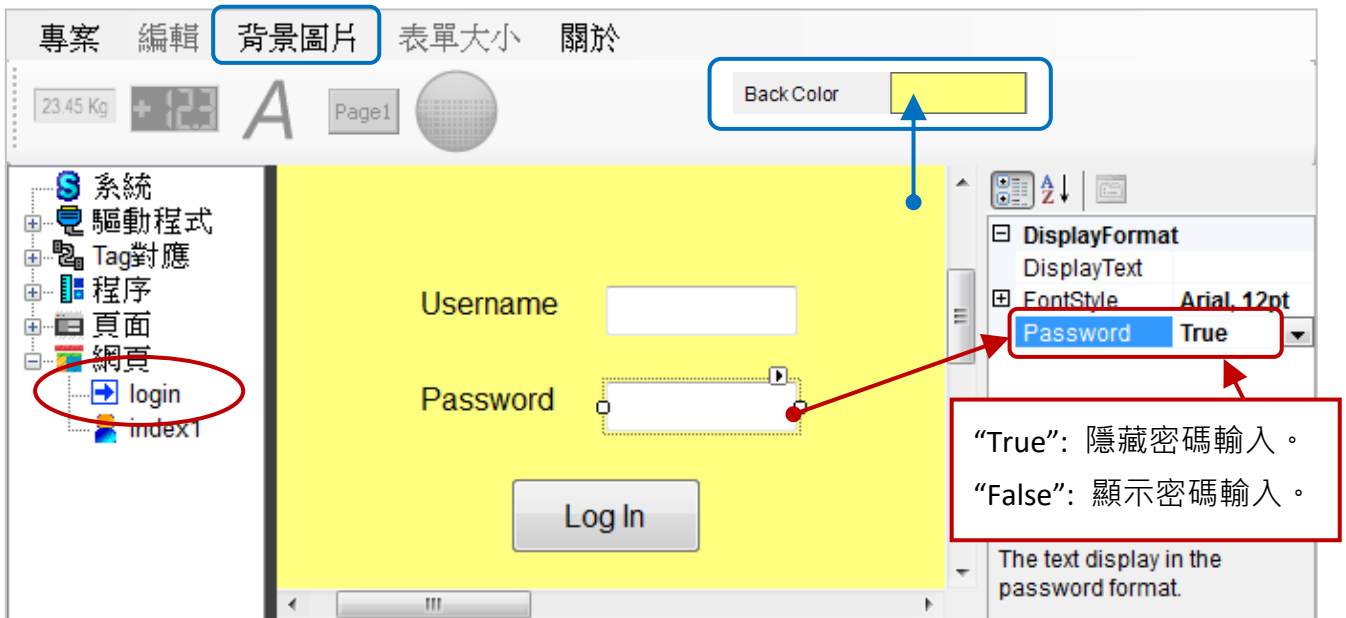 專案 編輯 背景圖片 表單大小 關於
23.45 Kg +123 A Page1
Back Color
系統
驅動程式
Tag對應
程序
頁面
網頁
login
index1
Username
Password
Log In
A
Z
DisplayFormat
DisplayText
FontStyle Arial, 12pt
Password True
“True”: 隱藏密碼輸入。
“False”: 顯示密碼輸入。
The text display in the
password format.